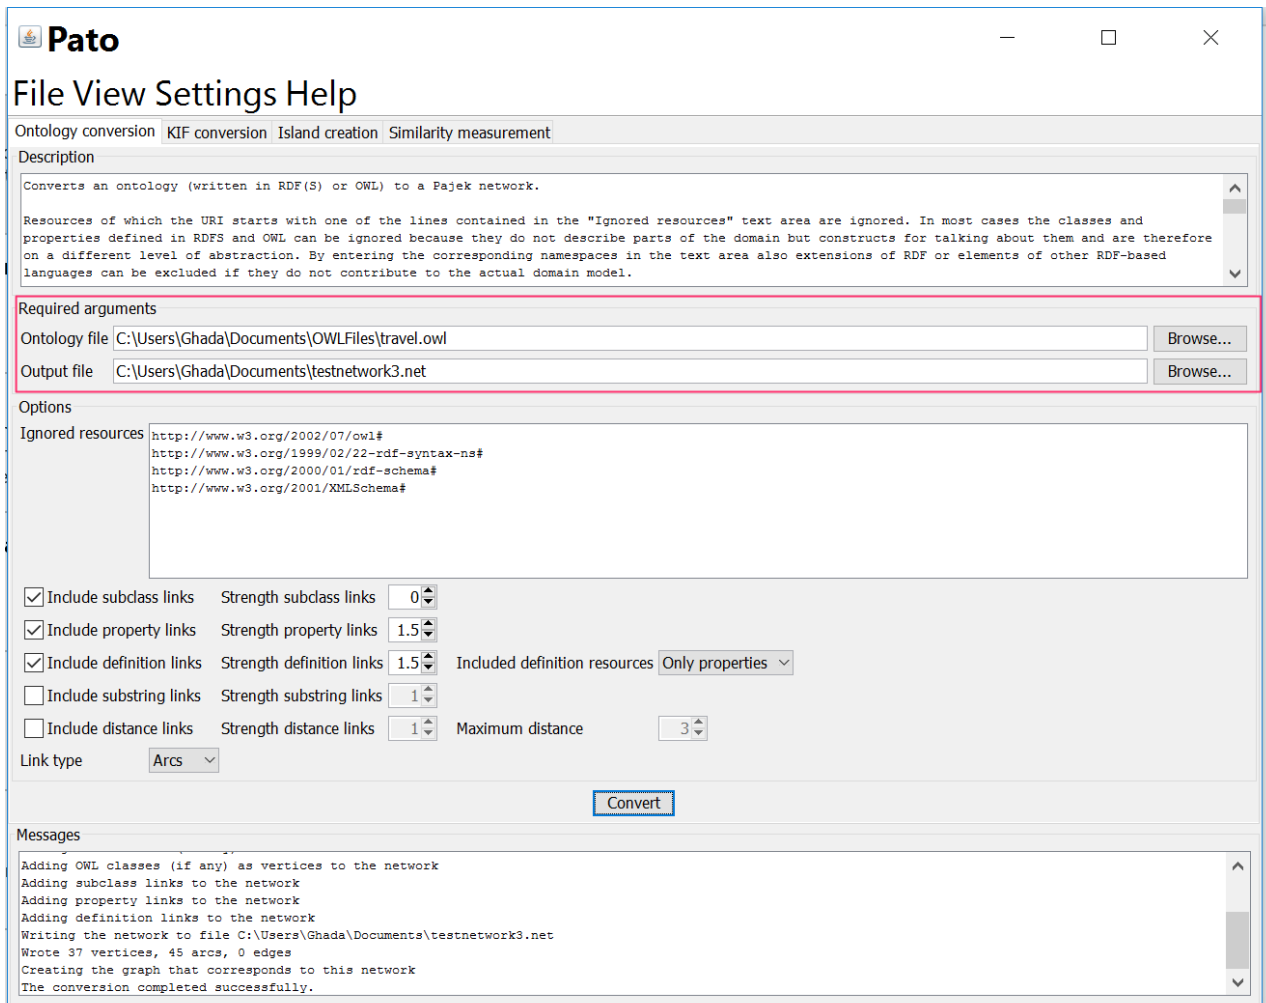 Pato
File View Settings Help
Ontology conversion KIF conversion Island creation Similarity measurement
Description
Converts an ontology (written in RDF(S) or OWL) to a Pajek network.
Resources of which the URI starts with one of the lines contained in the "Ignored resources" text area are ignored. In most cases the classes and
properties defined in RDFS and OWL can be ignored because they do not describe parts of the domain but constructs for talking about them and are therefore
on a different level of abstraction. By entering the corresponding namespaces in the text area also extensions of RDF or elements of other RDF-based
languages can be excluded if they do not contribute to the actual domain model.
Required arguments
Ontology file C:\Users\Ghada\Documents\OWLFiles\travel.owl Browse...
Output file C:\Users\Ghada\Documents\testnetwork3.net Browse...
Options
Ignored resources http://www.w3.org/2002/07/owl#
http://www.w3.org/1999/02/22-rdf-syntax-ns#
http://www.w3.org/2000/01/rdf-schema#
http://www.w3.org/2001/XMLSchema#
Include subclass links Strength subclass links 0
Include property links Strength property links 1.5
Include definition links Strength definition links 1.5 Included definition resources Only properties
Include substring links Strength substring links 1
Include distance links Strength distance links 1 Maximum distance 3
Link type Arcs
Convert
Messages
Adding OWL classes (if any) as vertices to the network
Adding subclass links to the network
Adding property links to the network
Adding definition links to the network
Writing the network to file C:\Users\Ghada\Documents\testnetwork3.net
Wrote 37 vertices, 45 arcs, 0 edges
Creating the graph that corresponds to this network
The conversion completed successfully.